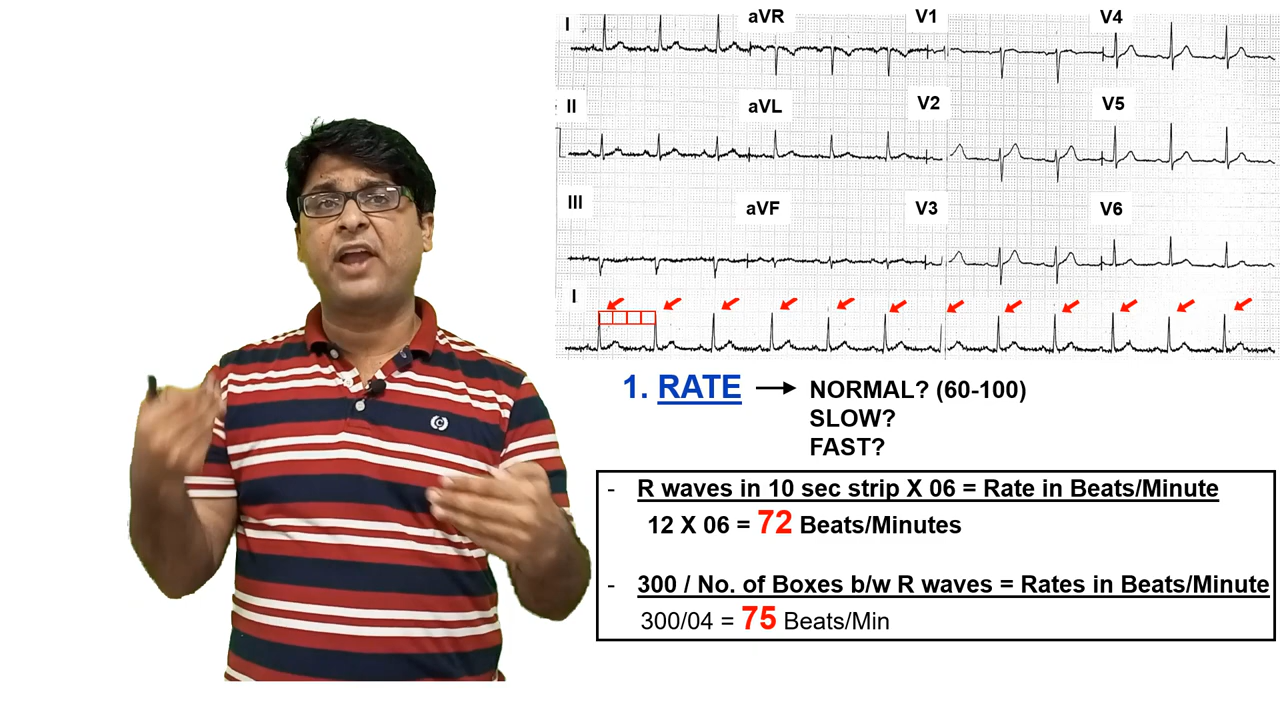 I aVR V1 V4
II aVL V2 V5
III aVF V3 V6
I
1. RATE → NORMAL? (60-100)
SLOW?
FAST?
- R waves in 10 sec strip X 06 = Rate in Beats/Minute
12 X 06 = 72 Beats/Minutes
- 300 / No. of Boxes b/w R waves = Rates in Beats/Minute
300/04 = 75 Beats/Min